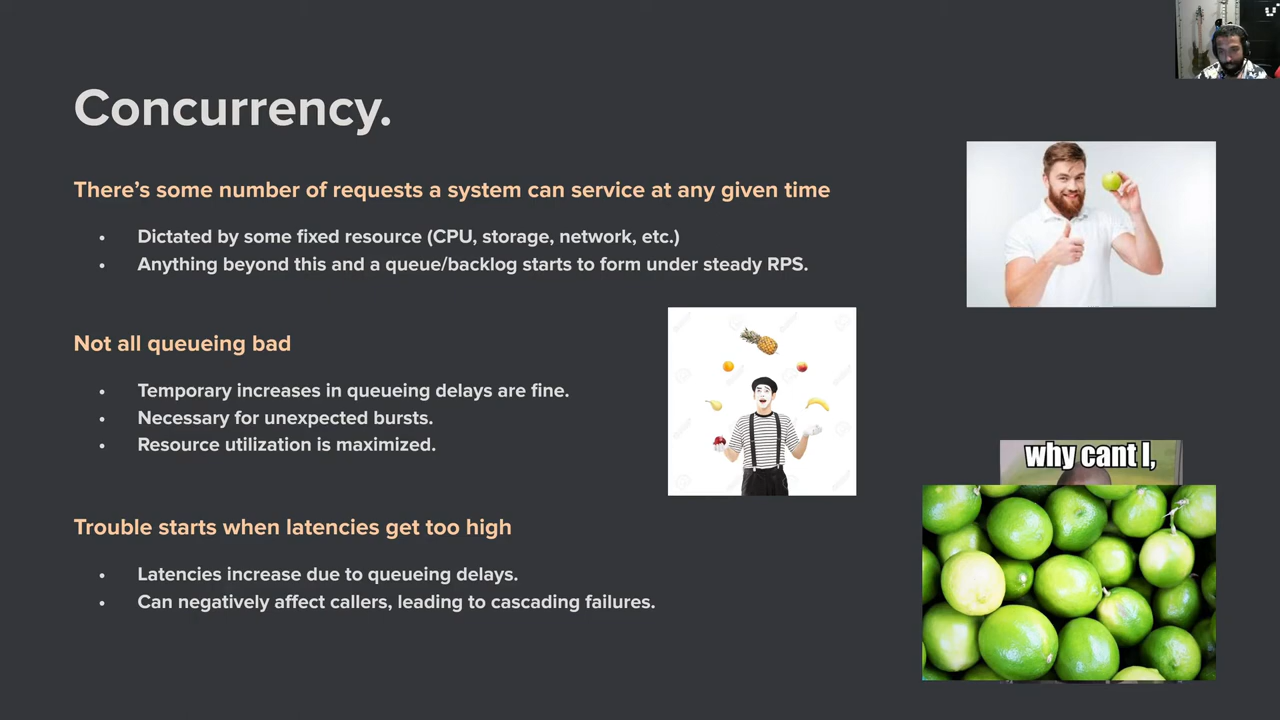 Concurrency.
There's some number of requests a system can service at any given time
• Dictated by some fixed resource (CPU, storage, network, etc.)
• Anything beyond this and a queue/backlog starts to form under steady RPS.
Not all queueing bad
• Temporary increases in queueing delays are fine.
• Necessary for unexpected bursts.
• Resource utilization is maximized.
why cant I,
Trouble starts when latencies get too high
• Latencies increase due to queueing delays.
• Can negatively affect callers, leading to cascading failures.